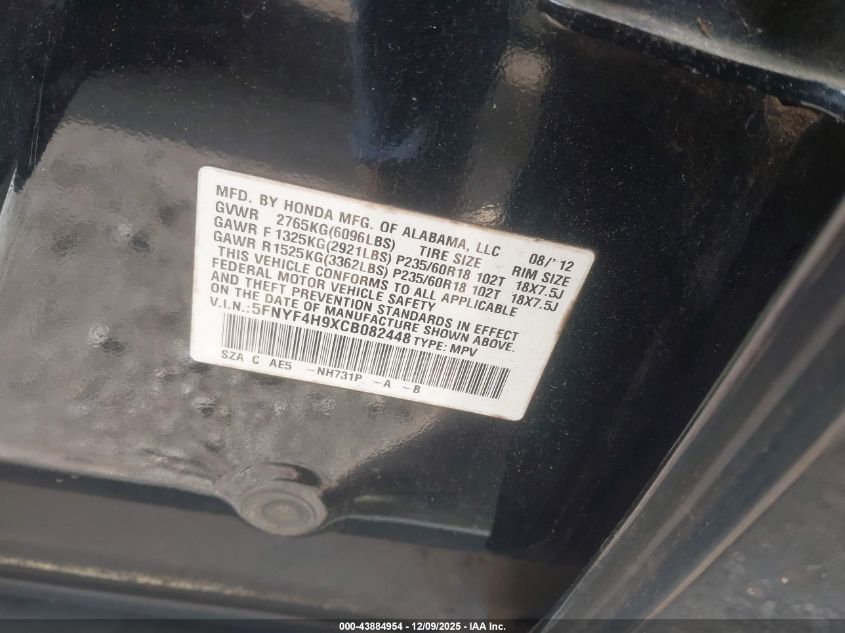 MFD. BY HONDA MFG. OF ALABAMA, LLC 08/'12
GVWR 2765KG(6096LBS) TIRE SIZE RIM SIZE
GAWR F 1325KG(2921LBS) P235/60R18 102T 18X7.5J
GAWR R1525KG(3362LBS) P235/60R18 102T 18X7.5J
THIS VEHICLE CONFORMS TO ALL APPLICABLE
FEDERAL MOTOR VEHICLE SAFETY
AND THEFT PREVENTION STANDARDS IN EFFECT
ON THE DATE OF MANUFACTURE SHOWN ABOVE.
V.I.N.: 5FNYF4H9XCB082448 TYPE: MPV
SZA C AE5 -NH731P -A -B
000-43884954 - 12/09/2025 - IAA Inc.